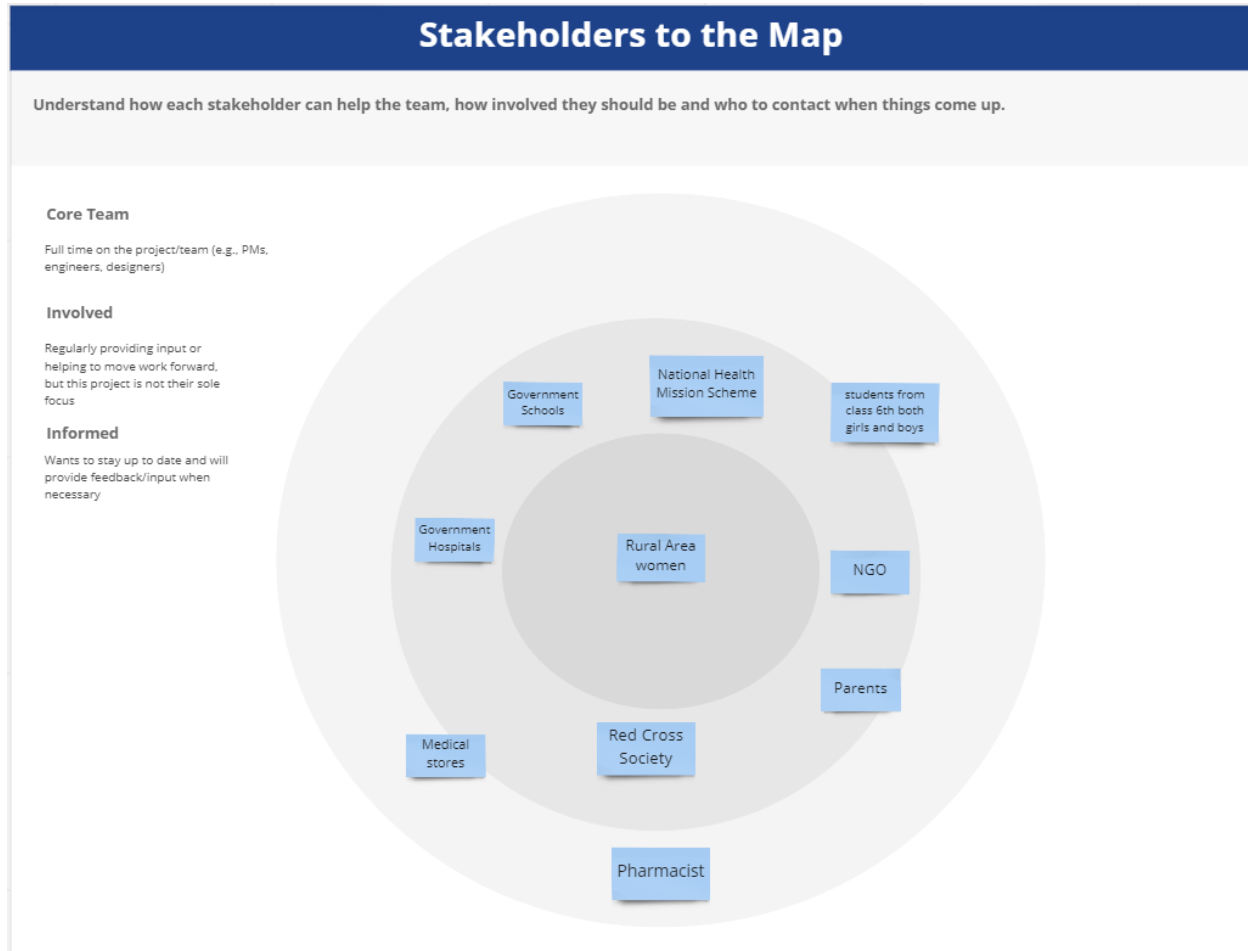 Stakeholders to the Map
Understand how each stakeholder can help the team, how involved they should be and who to contact when things come up.
Core Team
Full time on the project/team (e.g., PMs,
engineers, designers)
Involved
Regularly providing input or
helping to move work forward,
but this project is not their sole
focus
Informed
Wants to stay up to date and will
provide feedback/input when
necessary
Government
Schools
National Health
Mission Scheme
students from
class 6th both
girls and boys
Government
Hospitals
Rural Area
women
NGO
Parents
Medical
stores
Red Cross
Society
Pharmacist